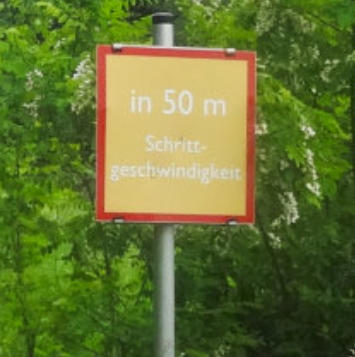 in 50 m
Schritt-
geschwindigkeit